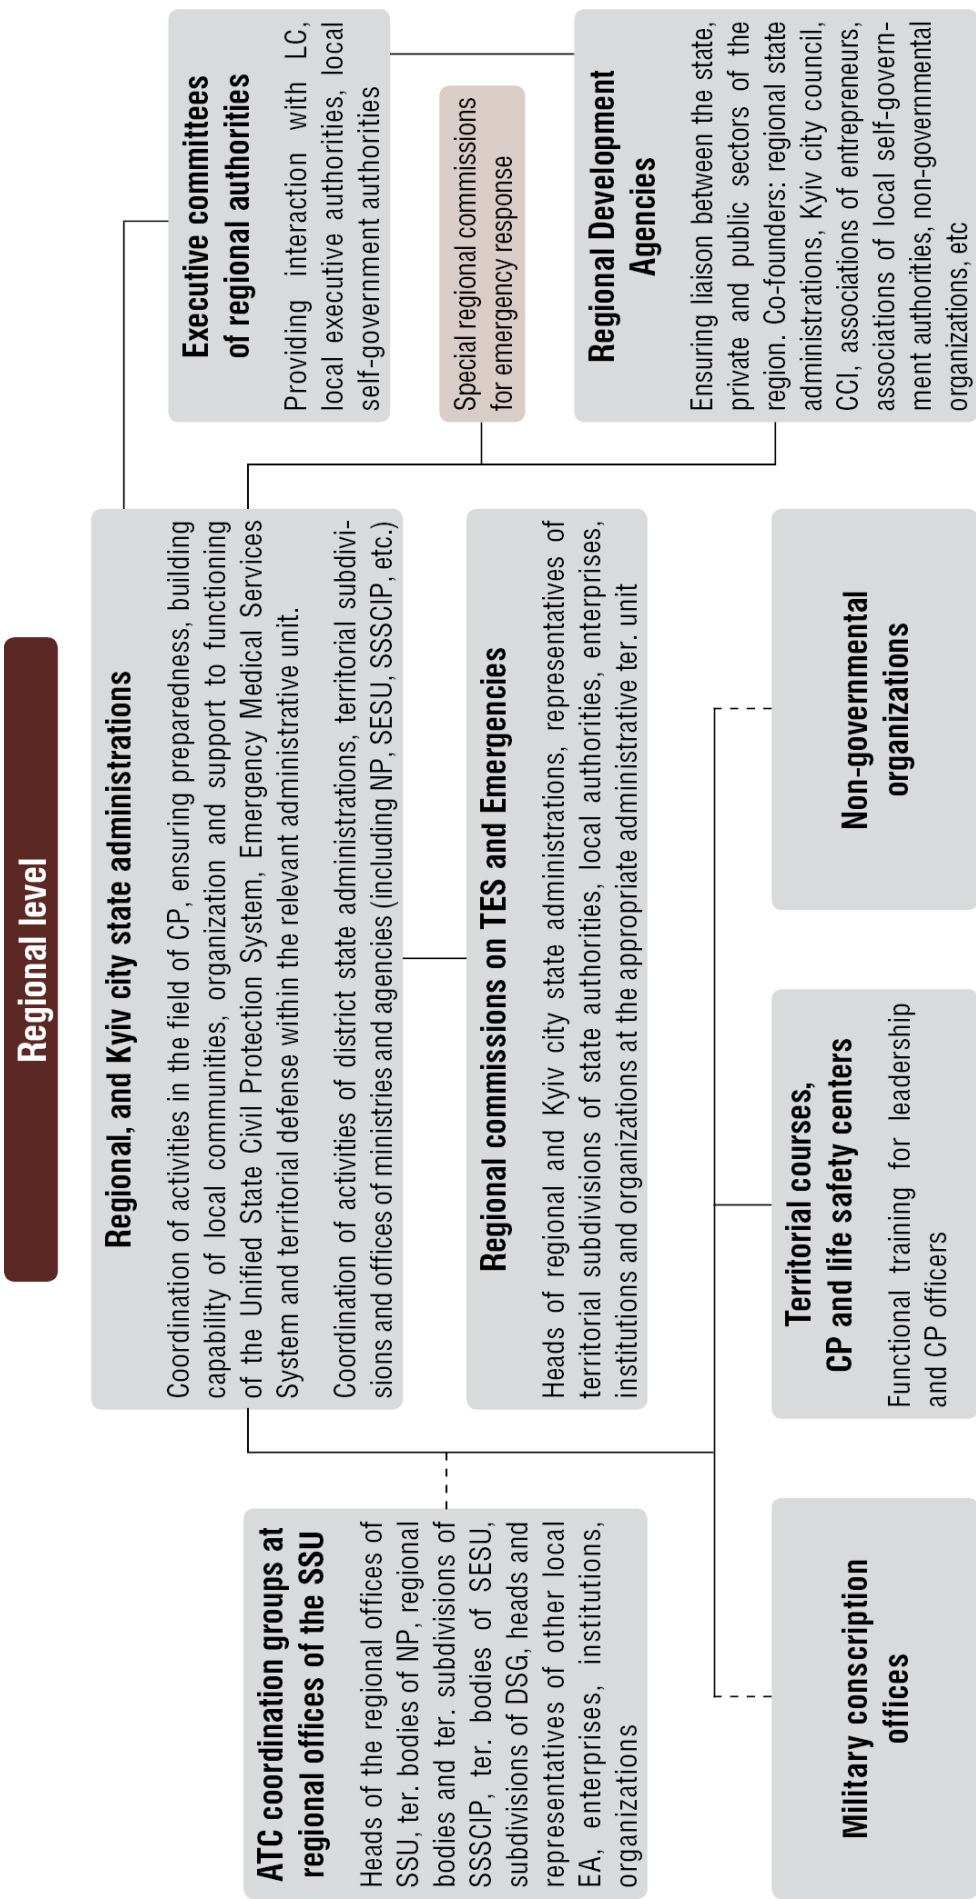 Regional level
ATC coordination groups at
regional offices of the SSU
Heads of the regional offices of
SSU, ter. bodies of NP, regional
bodies and ter. subdivisions of
SSSCIP, ter. bodies of SESU,
subdivisions of DSG, heads and
representatives of other local
EA, enterprises, institutions,
organizations
Regional, and Kyiv city state administrations
Coordination of activities in the field of CP, ensuring preparedness, building
capability of local communities, organization and support to functioning
of the Unified State Civil Protection System, Emergency Medical Services
System and territorial defense within the relevant administrative unit.
Coordination of activities of district state administrations, territorial subdivi-
sions and offices of ministries and agencies (including NP, SESU, SSSCIP, etc.)
Executive committees
of regional authorities
Providing interaction with LC,
local executive authorities, local
self-government authorities
Regional commissions on TES and Emergencies
Heads of regional and Kyiv city state administrations, representatives of
territorial subdivisions of state authorities, local authorities, enterprises,
institutions and organizations at the appropriate administrative ter. unit
Special regional commissions
for emergency response
Regional Development
Agencies
Ensuring liaison between the state,
private and public sectors of the
region. Co-founders: regional state
administrations, Kyiv city council,
CCI, associations of entrepreneurs,
associations of local self-govern-
ment authorities, non-governmental
organizations, etc
Military conscription
offices
Territorial courses,
CP and life safety centers
Functional training for leadership
and CP officers
Non-governmental
organizations